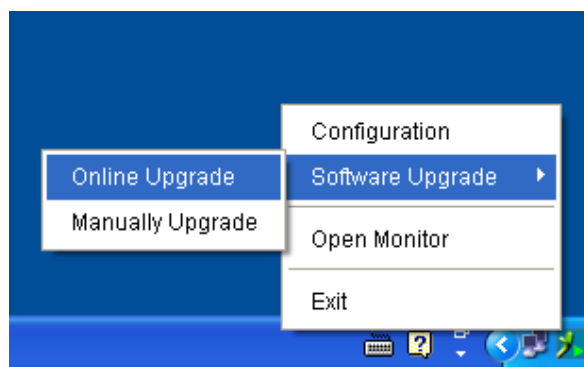 Configuration
Software Upgrade
Online Upgrade
Manually Upgrade
Open Monitor
Exit
?